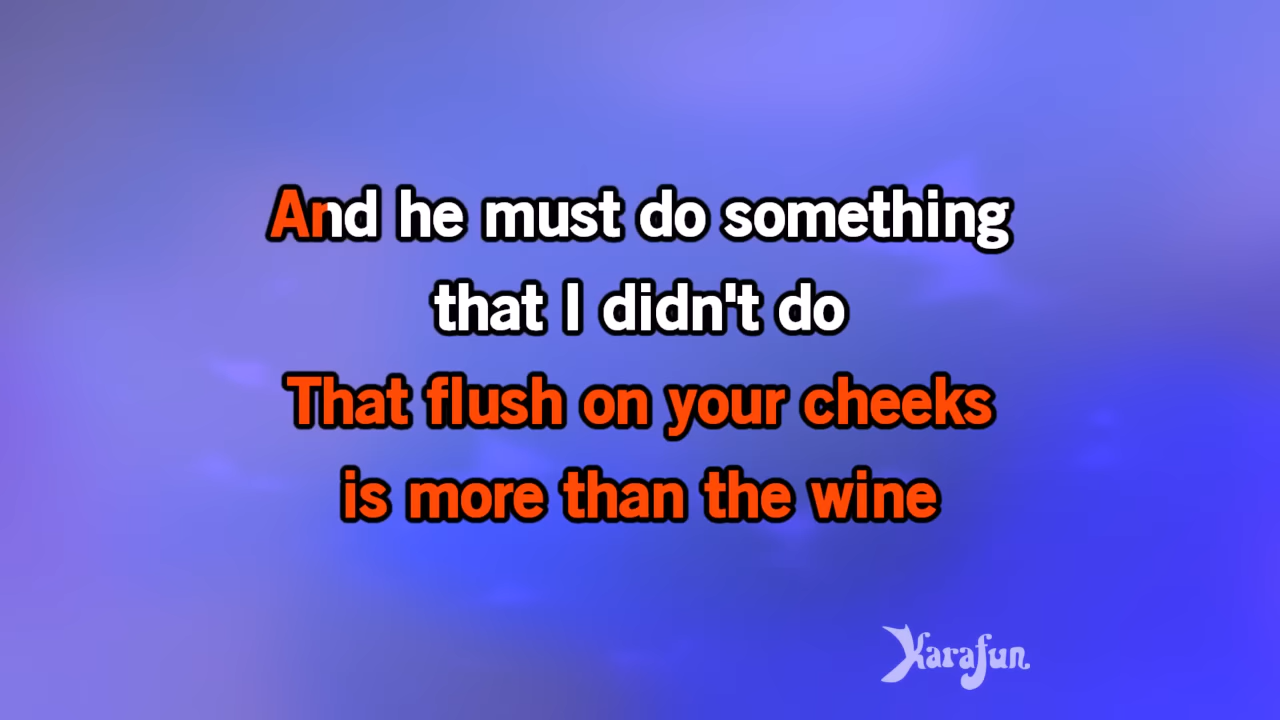 And he must do something
that I didn't do
That flush on your cheeks
is more than the wine
Karafun